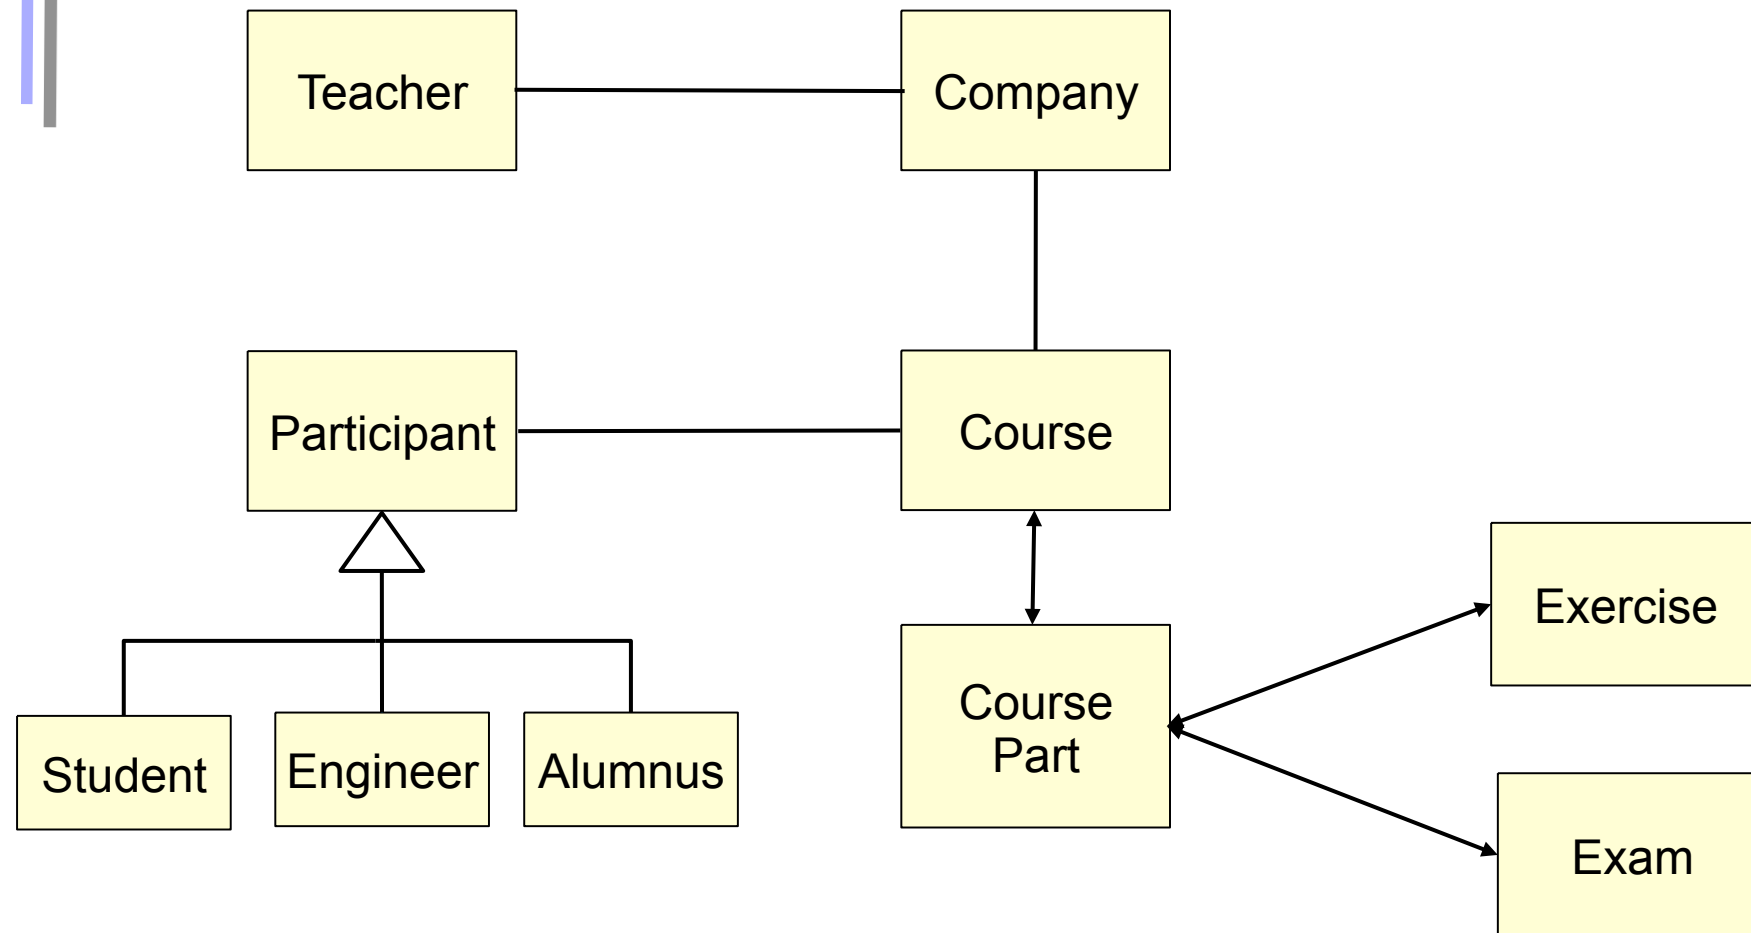 Teacher
Company
Participant
Course
Exercise
Course
Part
Student
Engineer
Alumnus
Exam